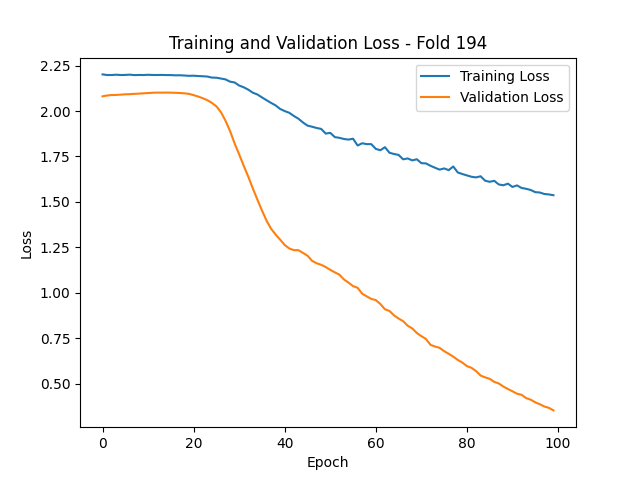 Training and Validation Loss - Fold 194
Training Loss
Validation Loss
Loss
2.25
2.00
1.75
1.50
1.25
1.00
0.75
0.50
0 20 40 60 80 100
Epoch